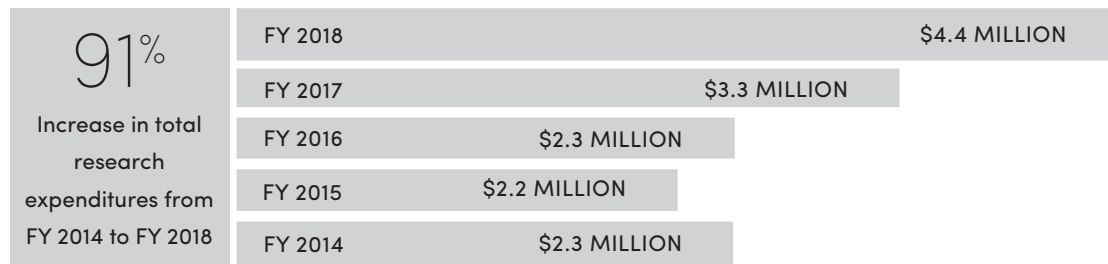 91%
Increase in total
research
expenditures from
FY 2014 to FY 2018
FY 2018 $4.4 MILLION
FY 2017 $3.3 MILLION
FY 2016 $2.3 MILLION
FY 2015 $2.2 MILLION
FY 2014 $2.3 MILLION